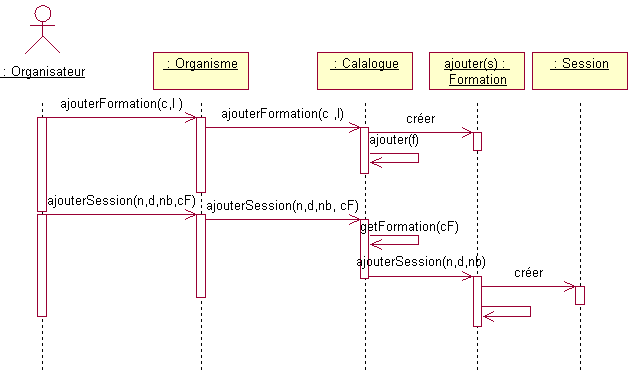 : Organisateur
: Organisme
: Calalogue
ajouter(s) :
Formation
: Session
ajouterFormation(c,l )
ajouterFormation(c ,l)
créer
ajouter(f)
ajouterSession(n,d,nb,cF)
ajouterSession(n,d,nb, cF)
getFormation(cF)
ajouterSession(n,d,nb)
créer